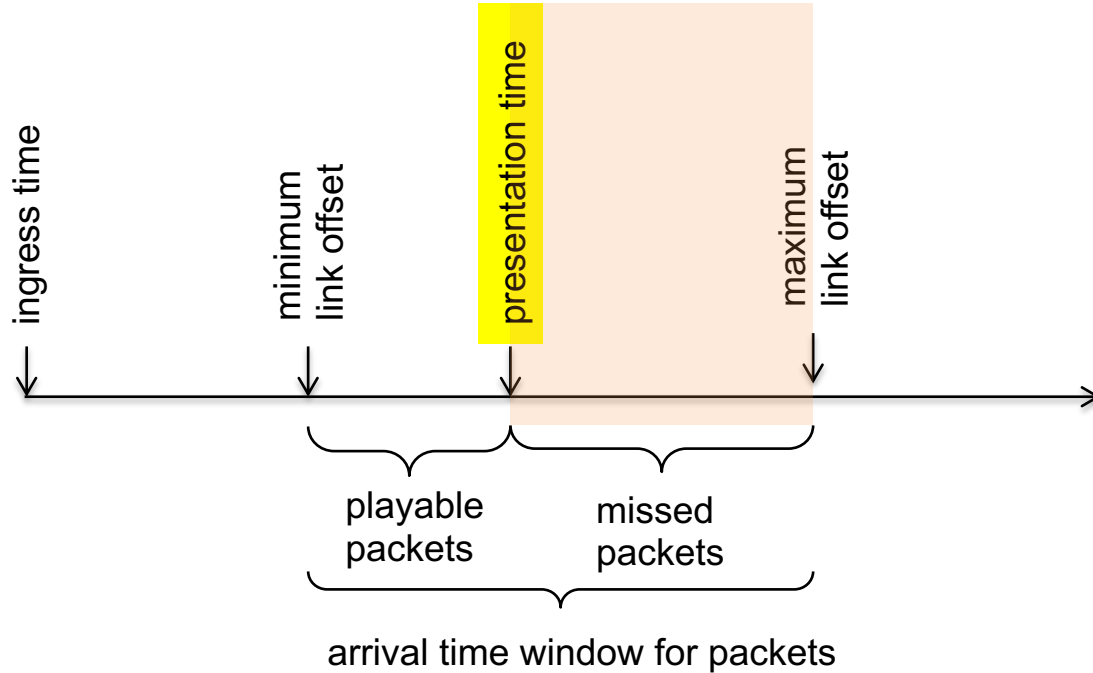 ingress time
minimum
link offset
presentation time
maximum
link offset
playable
packets
missed
packets
arrival time window for packets